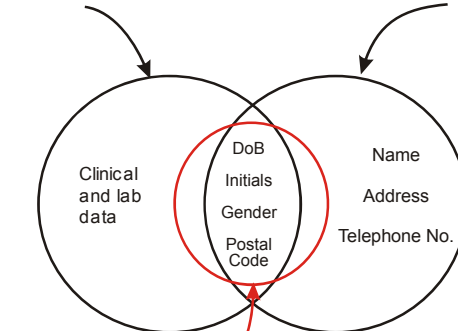 Clinical
and lab
data
DoB
Initials
Gender
Postal
Code
Name
Address
Telephone No.